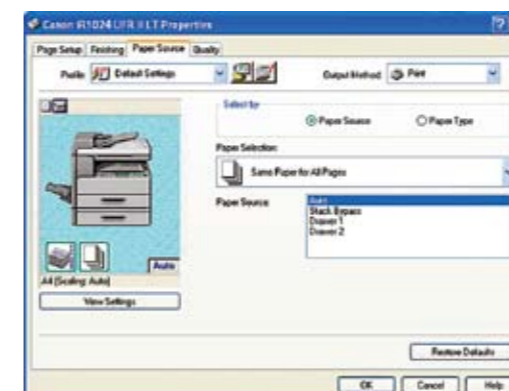 Canon iR1024 UFR II LT Properties
Page Setup Finishing Paper Source Quality
Profile: Default Settings Output Method: Print
Select by
Paper Source Paper Type
Paper Selection:
Same Paper for All Pages
Paper Source:
Auto
Stack Bypass
Drawer 1
Drawer 2
Auto
A4 [Scaling: Auto]
View Settings
Restore Defaults
OK Cancel Help